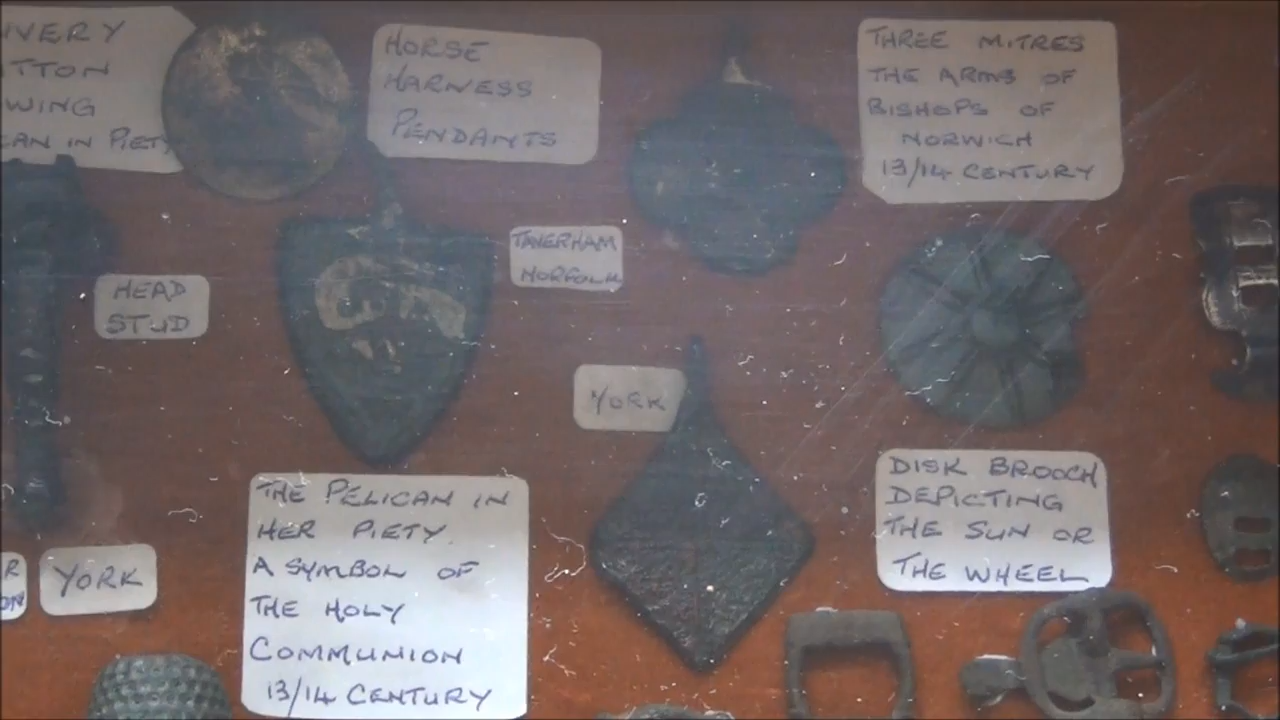 HORSE
HARNESS
PENDANTS
THREE MITRES
THE ARMS OF
BISHOPS OF
NORWICH
13/14 CENTURY
TAVERHAM
NORFOLK
HEAD
STUD
YORK
DISK BROOCH
DEPICTING
THE SUN OR
THE WHEEL
THE PELICAN IN
HER PIETY.
A SYMBOL OF
THE HOLY
COMMUNION
13/14 CENTURY
YORK